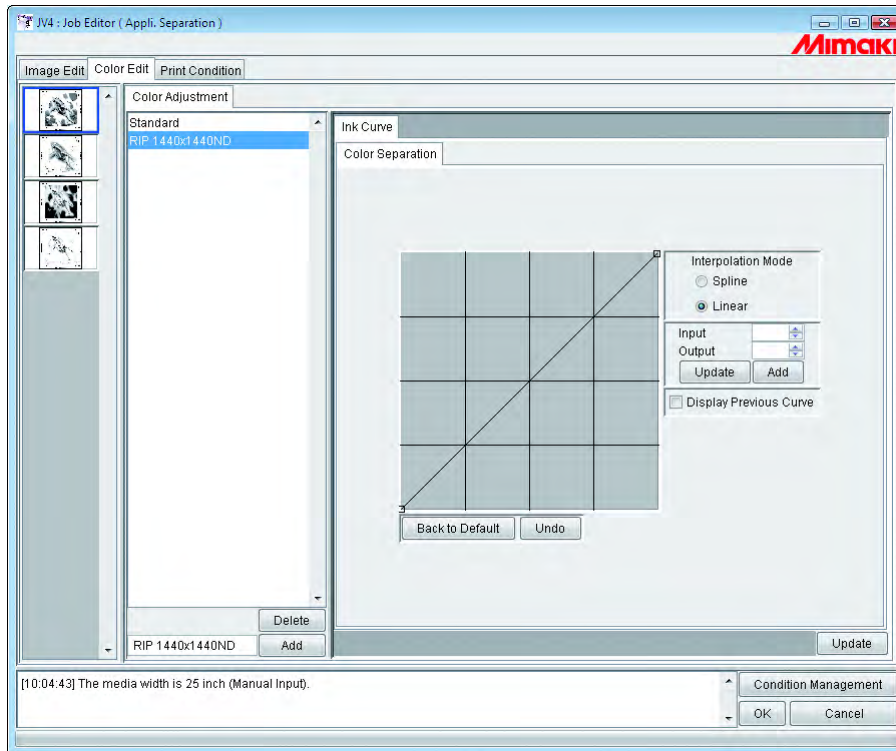 JV4 : Job Editor ( Appli. Separation )
Mimaki
Image Edit Color Edit Print Condition
Color Adjustment
Standard
RIP 1440x1440ND
Ink Curve
Color Separation
Interpolation Mode
Spline
Linear
Input
Output
Update Add
Display Previous Curve
Back to Default Undo
Delete
RIP 1440x1440ND Add
Update
[10:04:43] The media width is 25 inch (Manual Input).
Condition Management
OK Cancel